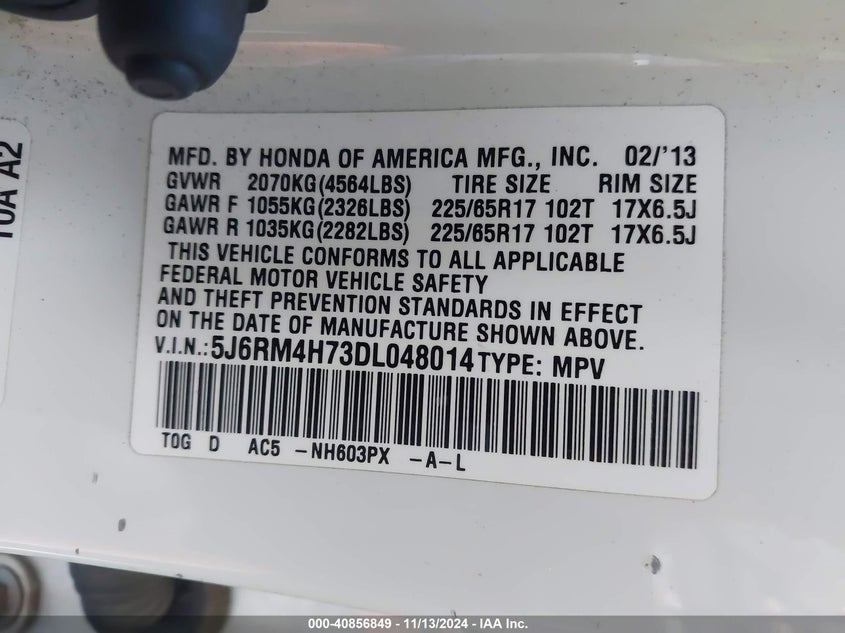 10A A2
MFD. BY HONDA OF AMERICA MFG., INC. 02/'13
GVWR 2070KG(4564LBS) TIRE SIZE RIM SIZE
GAWR F 1055KG(2326LBS) 225/65R17 102T 17X6.5J
GAWR R 1035KG(2282LBS) 225/65R17 102T 17X6.5J
THIS VEHICLE CONFORMS TO ALL APPLICABLE
FEDERAL MOTOR VEHICLE SAFETY
AND THEFT PREVENTION STANDARDS IN EFFECT
ON THE DATE OF MANUFACTURE SHOWN ABOVE.
V.I.N.:5J6RM4H73DL048014 TYPE: MPV
T0G D AC5 -NH603PX -A-L
000-40856849 - 11/13/2024 - IAA Inc.